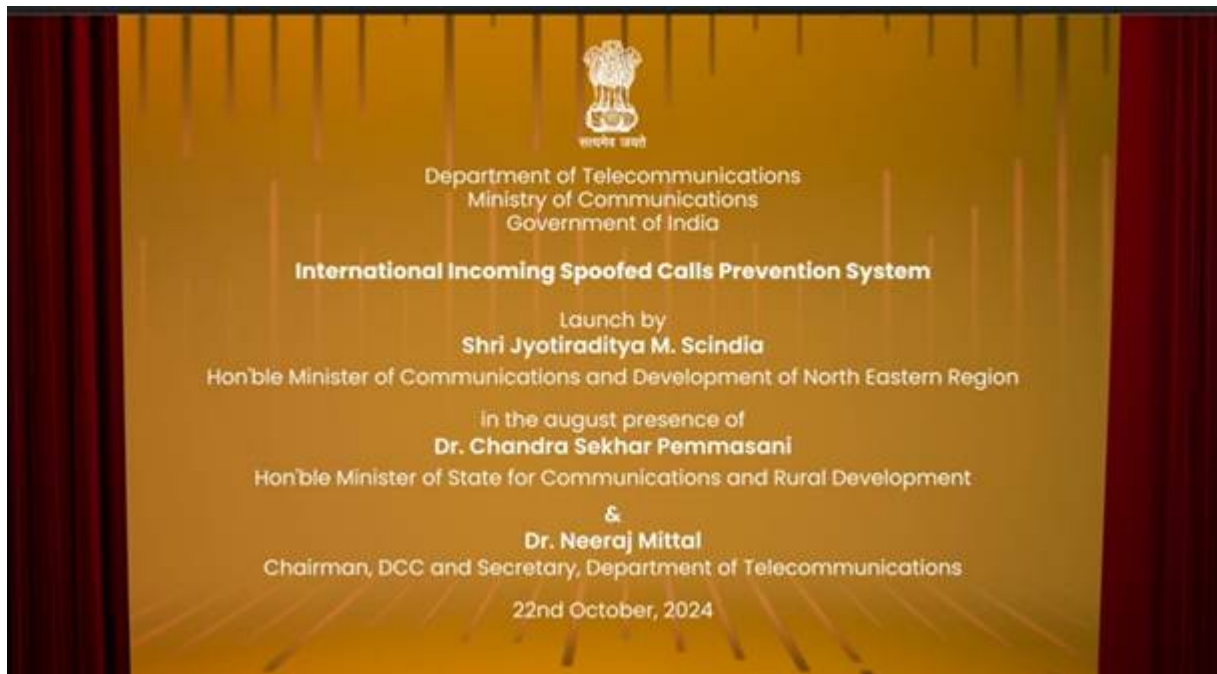 सत्यमेव जयते
Department of Telecommunications
Ministry of Communications
Government of India
International Incoming Spoofed Calls Prevention System
Launch by
Shri Jyotiraditya M. Scindia
Hon'ble Minister of Communications and Development of North Eastern Region
in the august presence of
Dr. Chandra Sekhar Pemmasani
Hon'ble Minister of State for Communications and Rural Development
&
Dr. Neeraj Mittal
Chairman, DCC and Secretary, Department of Telecommunications
22nd October, 2024